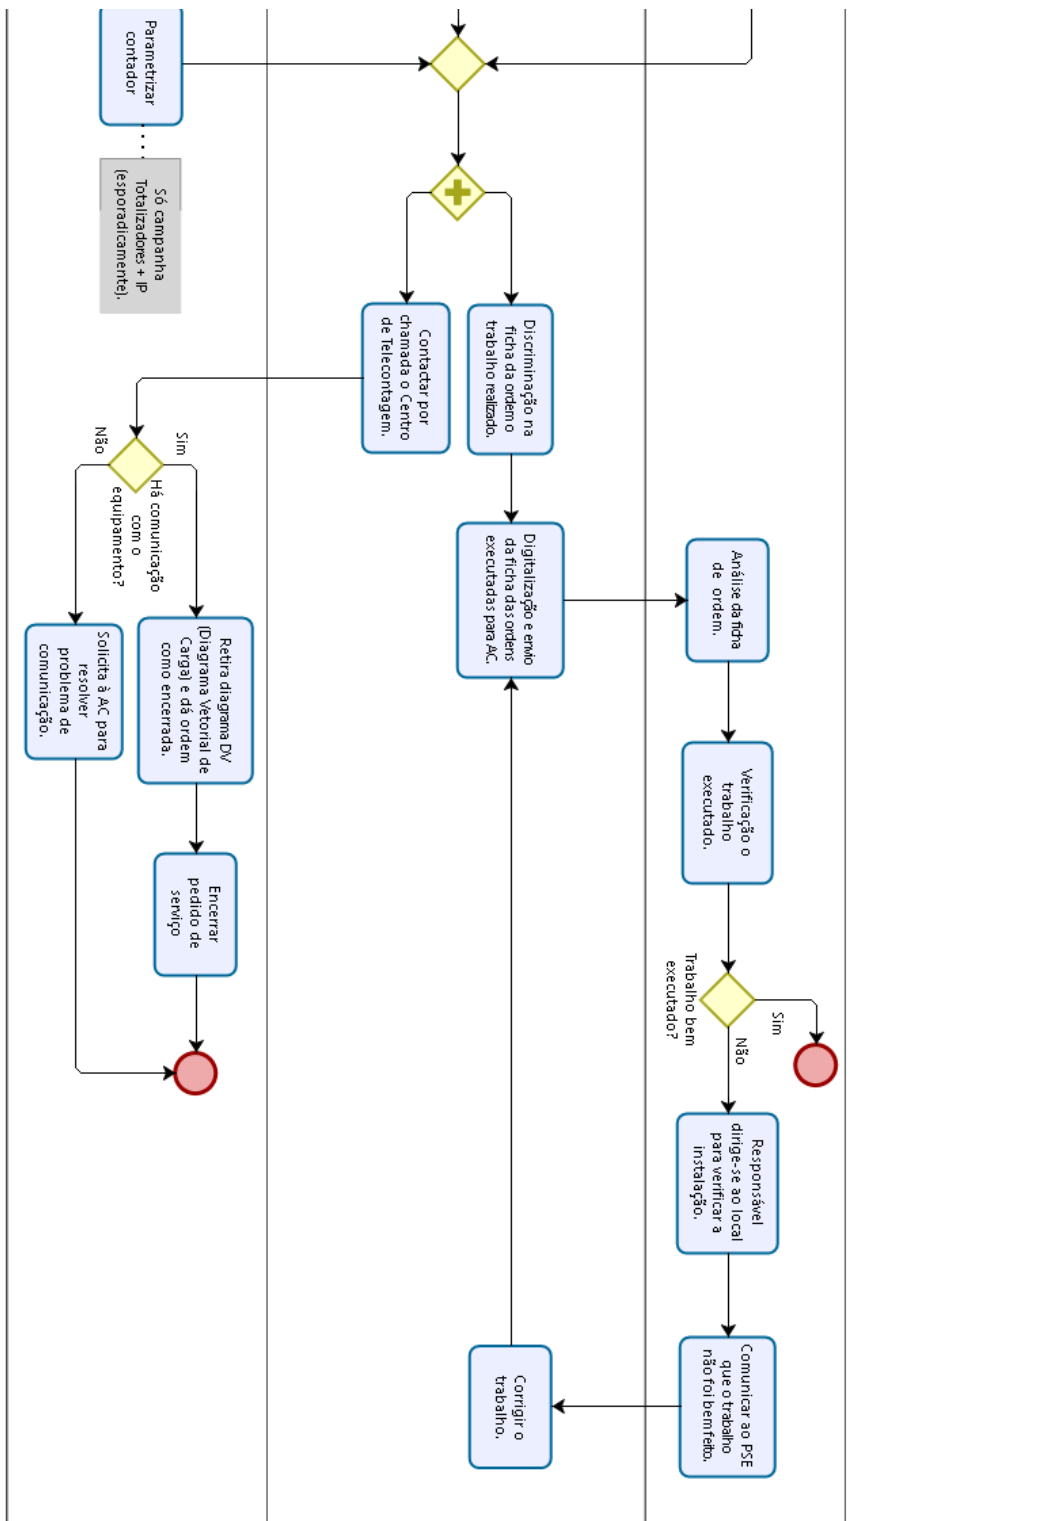 Parametrizar
contador
Só campanha
Totalizadores + IP
(esporadicamente).
Discriminação na
ficha da ordem o
trabalho realizado.
Contactar por
chamada o Centro
de Telecontagem.
Sim
Não
Há comunicação
com o
equipamento?
Digitalização e envio
da ficha das ordens
executadas para AC.
Análise da ficha
de ordem.
Retira diagrama DV
(Diagrama Vetorial de
Carga) e dá ordem
como encerrada.
Solicita à AC para
resolver
problema de
comunicação.
Verificação o
trabalho
executado.
Encerrar
pedido de
serviço
Trabalho bem
executado?
Sim
Não
Responsável
dirige-se ao local
para verificar a
instalação.
Comunicar ao PSE
que o trabalho
não foi bem feito.
Corrigir o
trabalho.